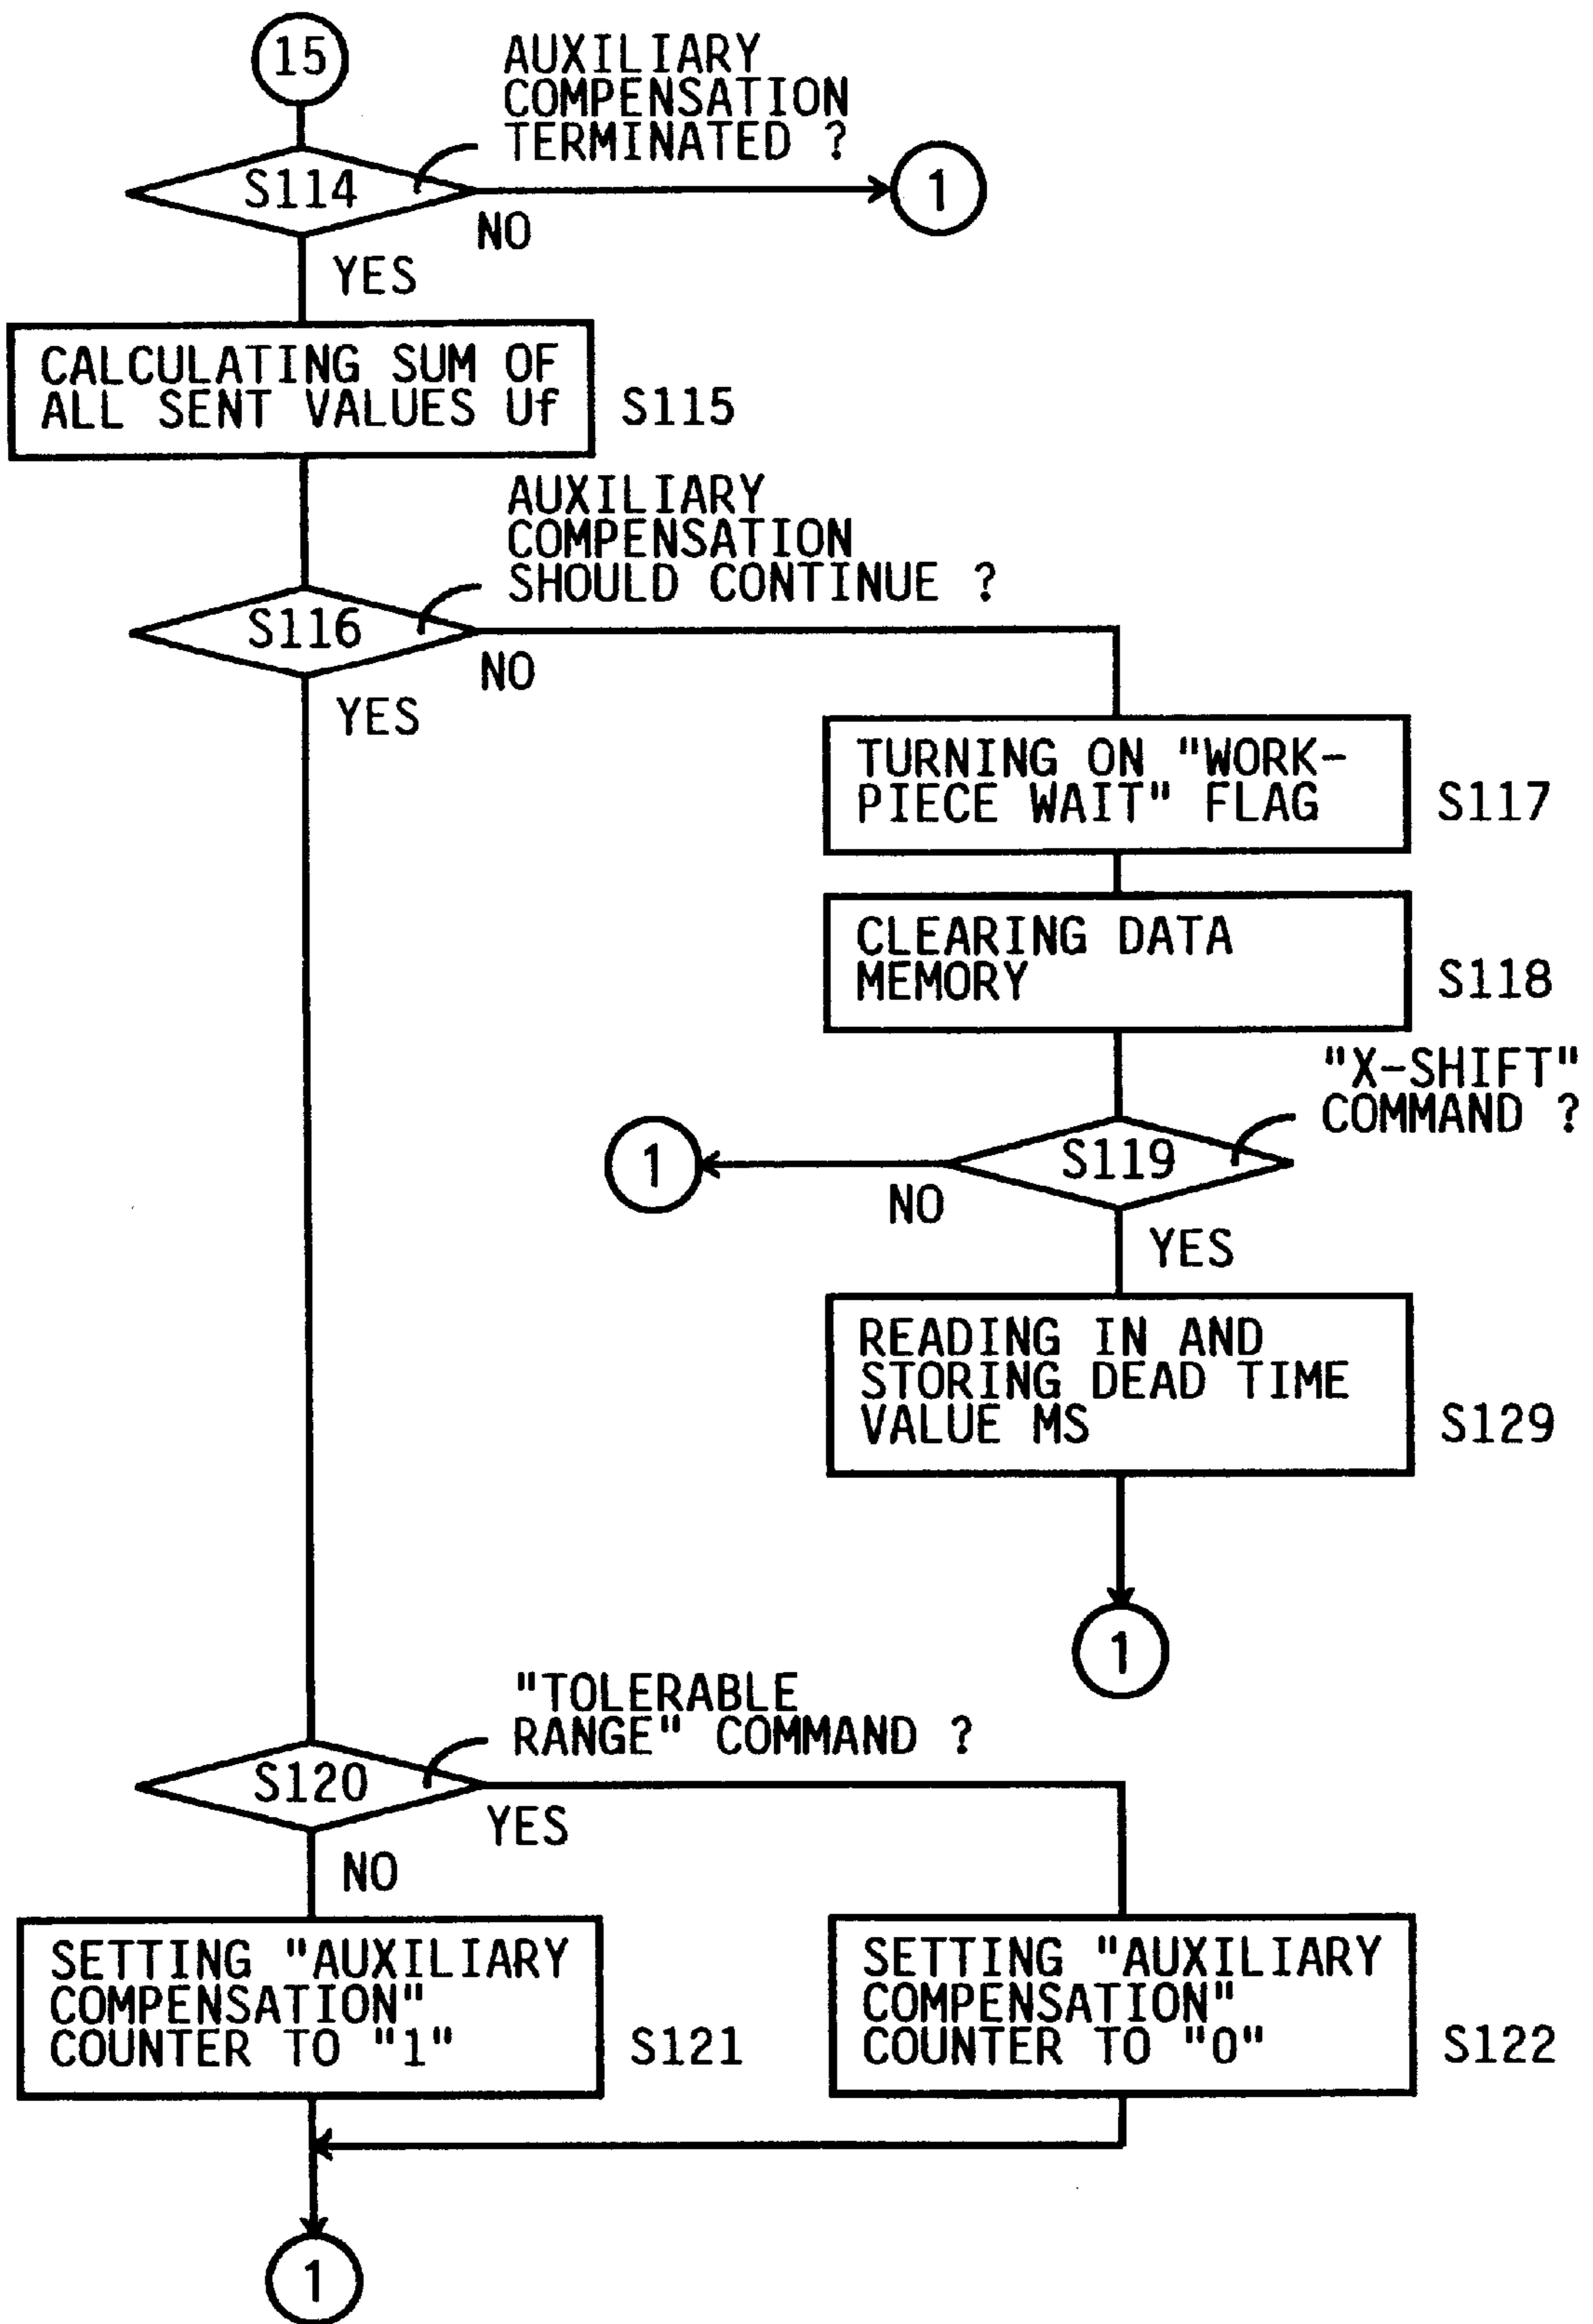 15
AUXILIARY
COMPENSATION
TERMINATED ?
S114
1
NO
YES
CALCULATING SUM OF
ALL SENT VALUES Uf
S115
AUXILIARY
COMPENSATION
SHOULD CONTINUE ?
S116
NO
YES
TURNING ON "WORK-
PIECE WAIT" FLAG
S117
CLEARING DATA
MEMORY
S118
"X-SHIFT"
COMMAND ?
1
S119
NO
YES
READING IN AND
STORING DEAD TIME
VALUE MS
S129
1
"TOLERABLE
RANGE" COMMAND ?
S120
YES
NO
SETTING "AUXILIARY
COMPENSATION"
COUNTER TO "1"
S121
SETTING "AUXILIARY
COMPENSATION"
COUNTER TO "0"
S122
1